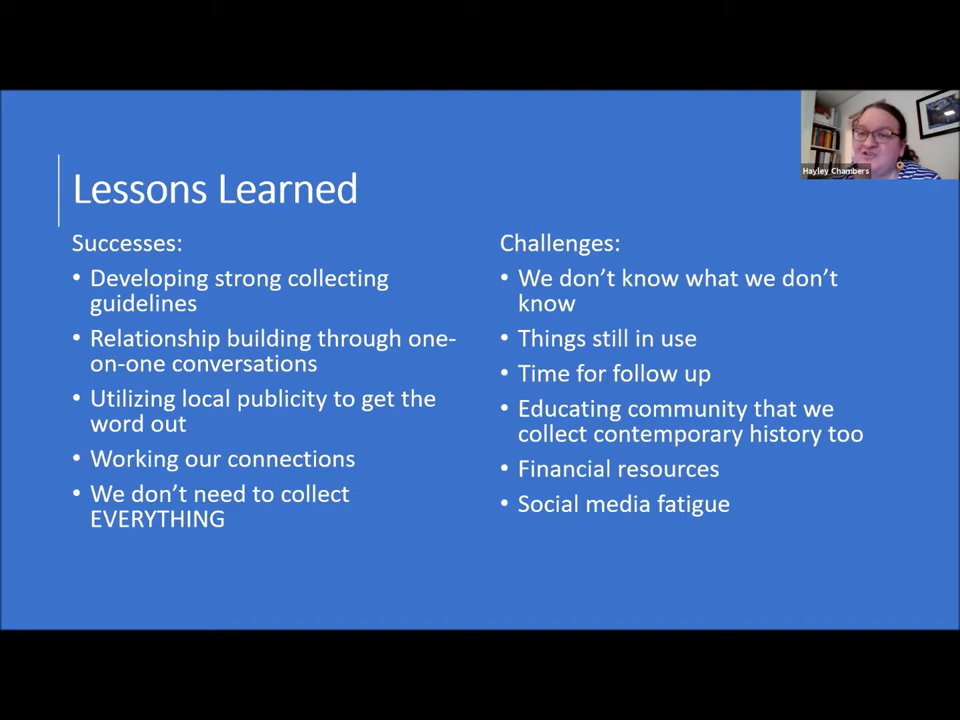 Hayley Chambers
Lessons Learned
Successes:
• Developing strong collecting
guidelines
• Relationship building through one-
on-one conversations
• Utilizing local publicity to get the
word out
• Working our connections
• We don’t need to collect
EVERYTHING
Challenges:
• We don’t know what we don’t
know
• Things still in use
• Time for follow up
• Educating community that we
collect contemporary history too
• Financial resources
• Social media fatigue